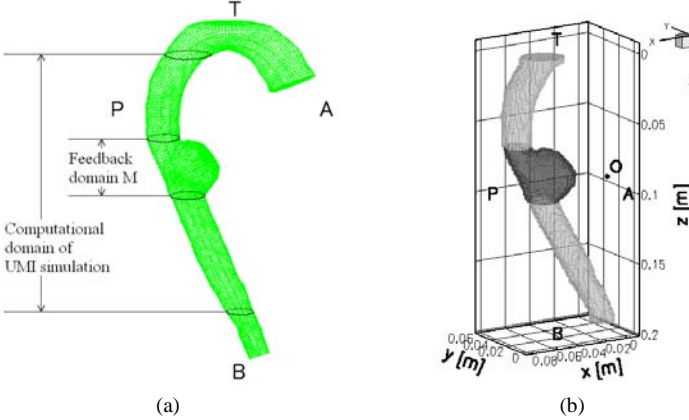 T
P
A
Feedback
domain M
Computational
domain of
UMI simulation
B
(a)
Y
X
T
0
0.05
O
P
A
0.1
z [m]
0.15
B
0.2
0.06
0.04
0.02
0
y [m]
0.08
0.06
0.04
0.02
0
x [m]
(b)